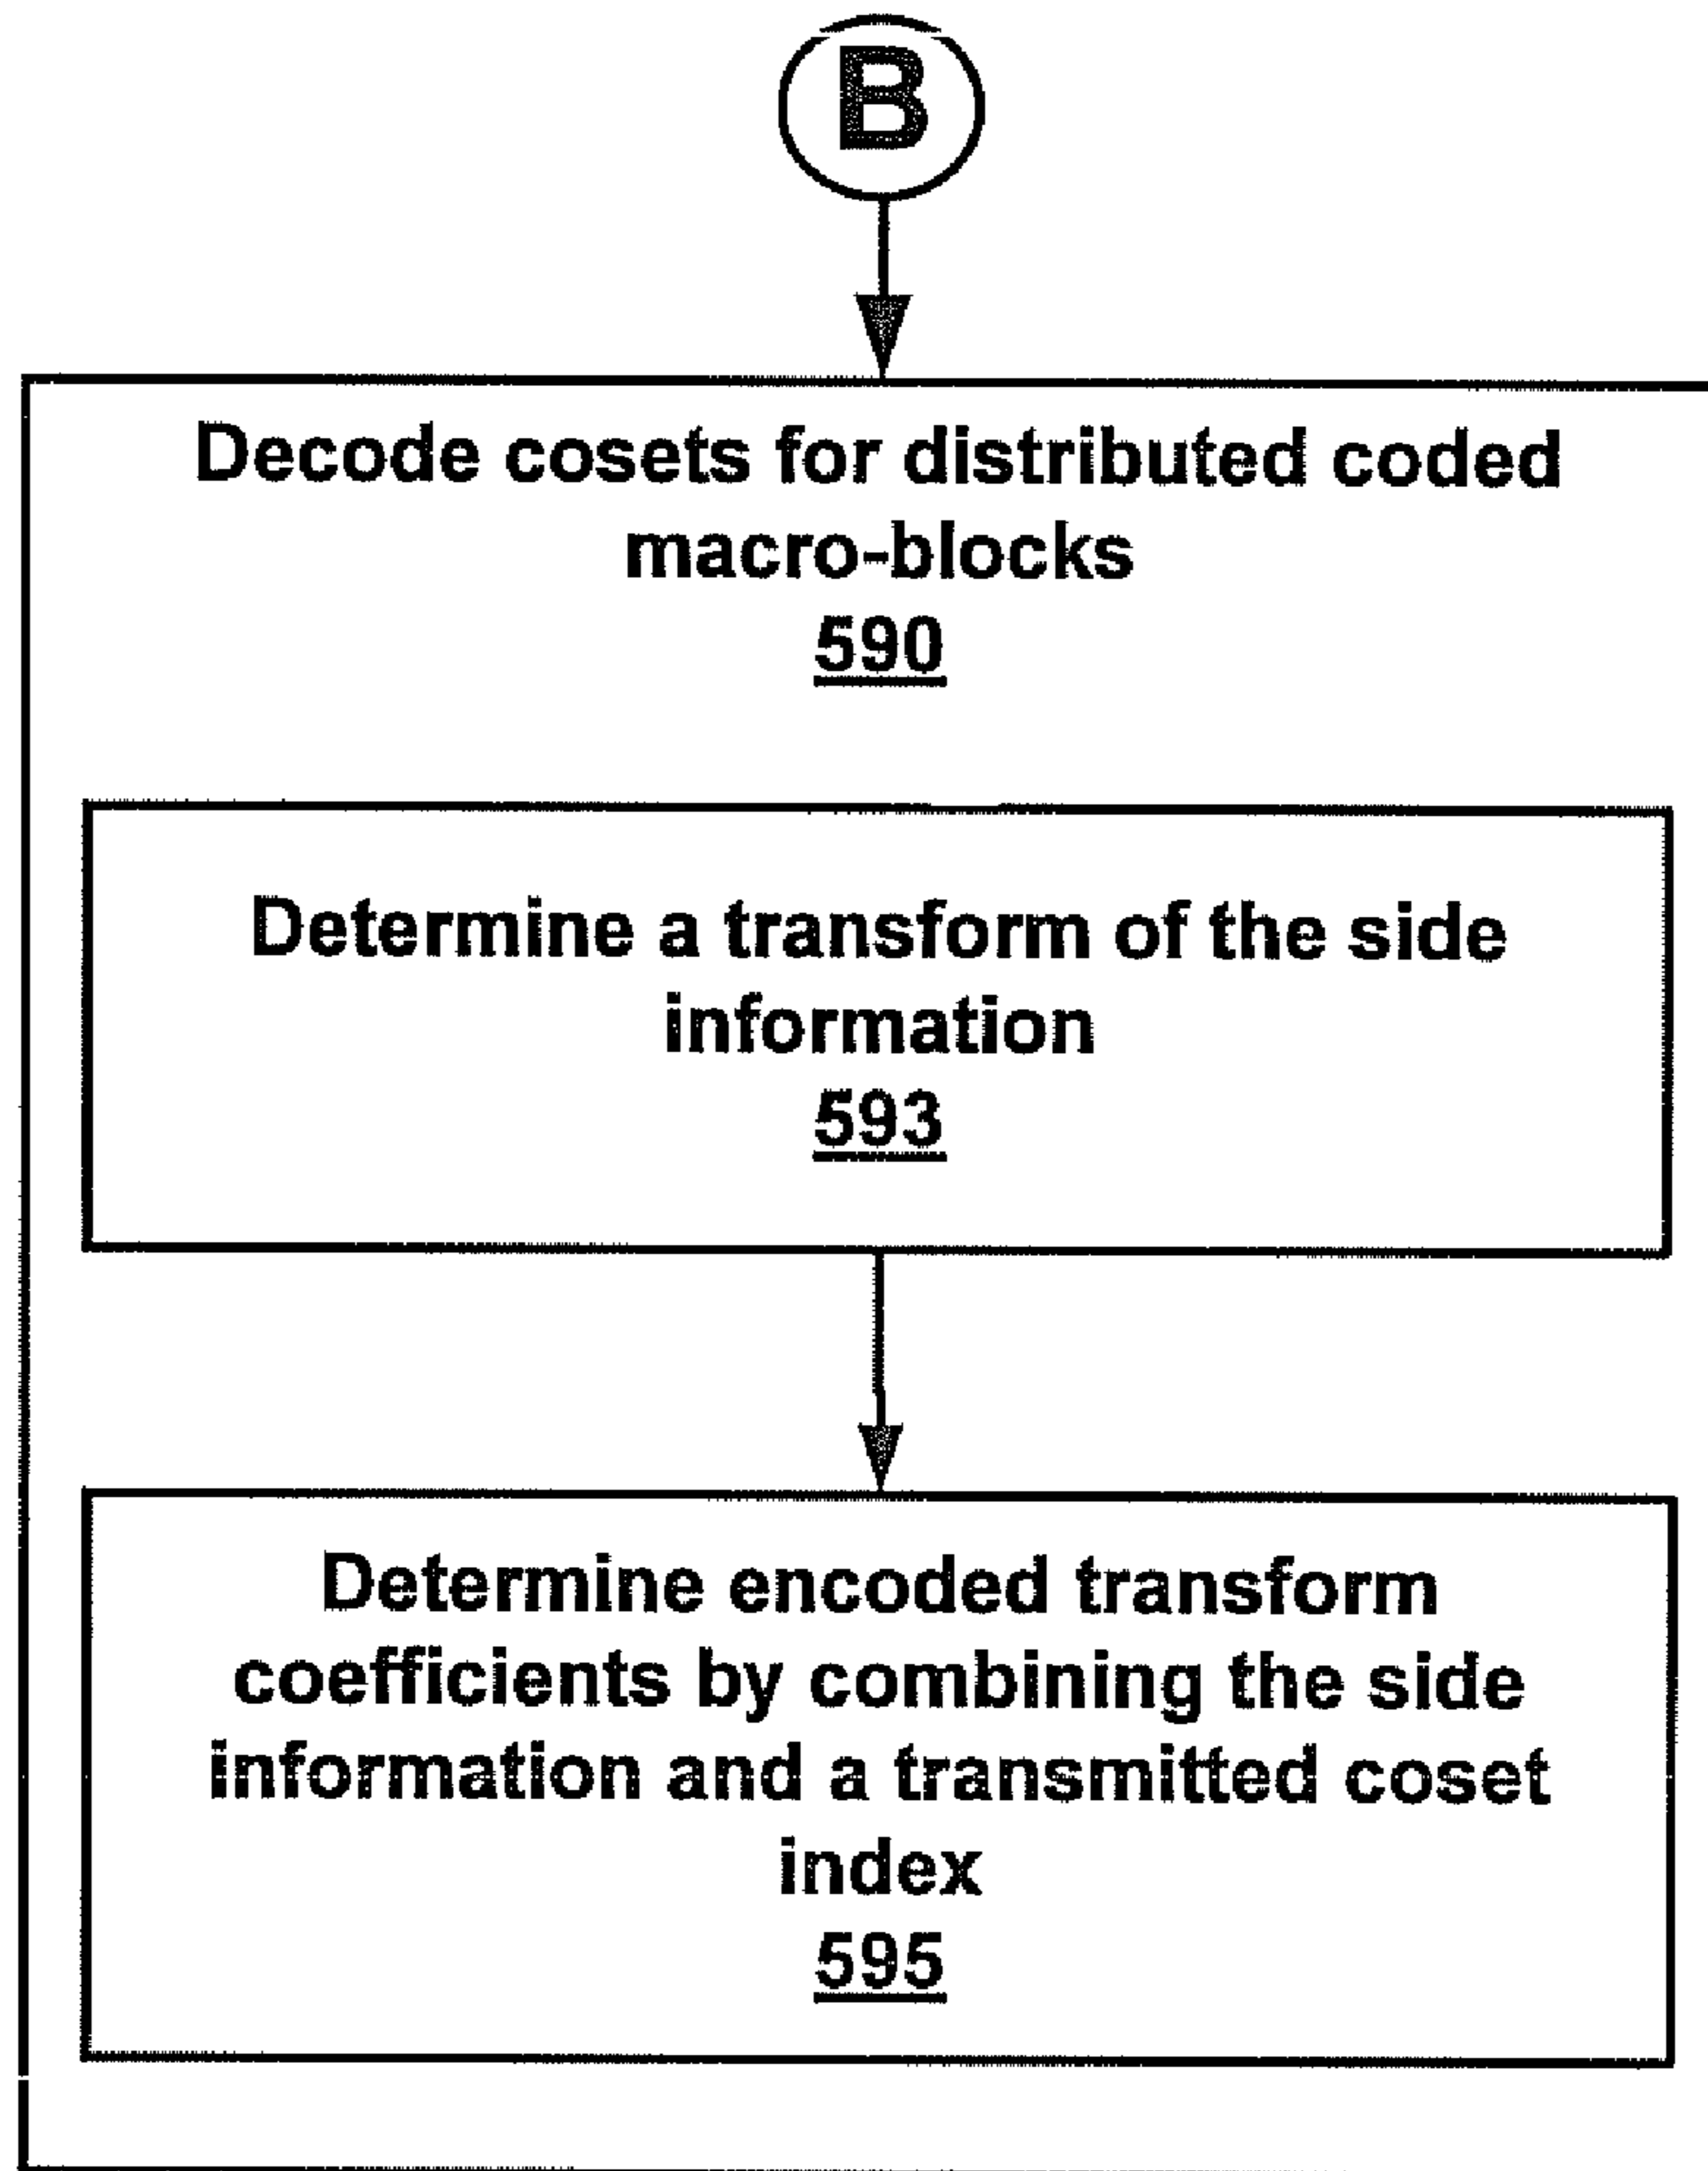 B
Decode cosets for distributed coded
macro-blocks
590
Determine a transform of the side
information
593
Determine encoded transform
coefficients by combining the side
information and a transmitted coset
index
595